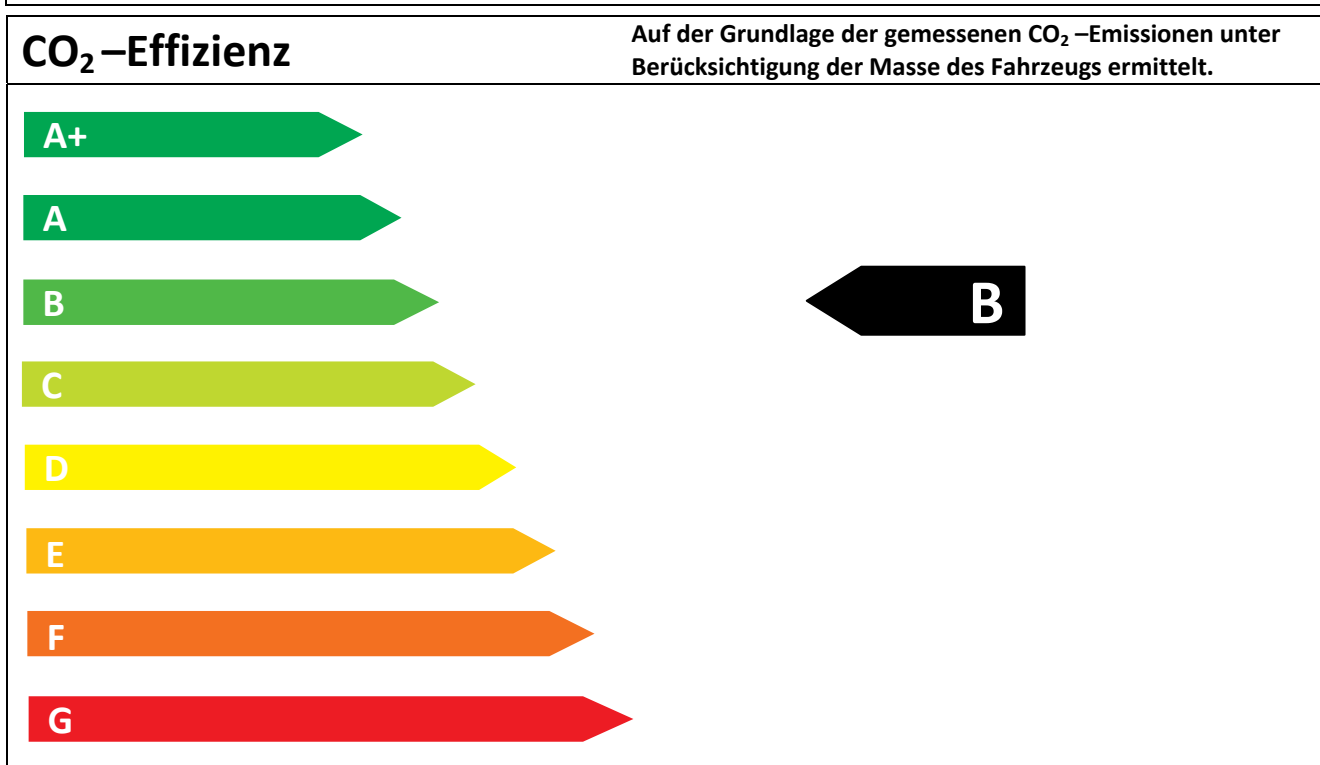 CO₂ –Effizienz
Auf der Grundlage der gemessenen CO₂ –Emissionen unter
Berücksichtigung der Masse des Fahrzeugs ermittelt.
A+
A
B
B
C
D
E
F
G